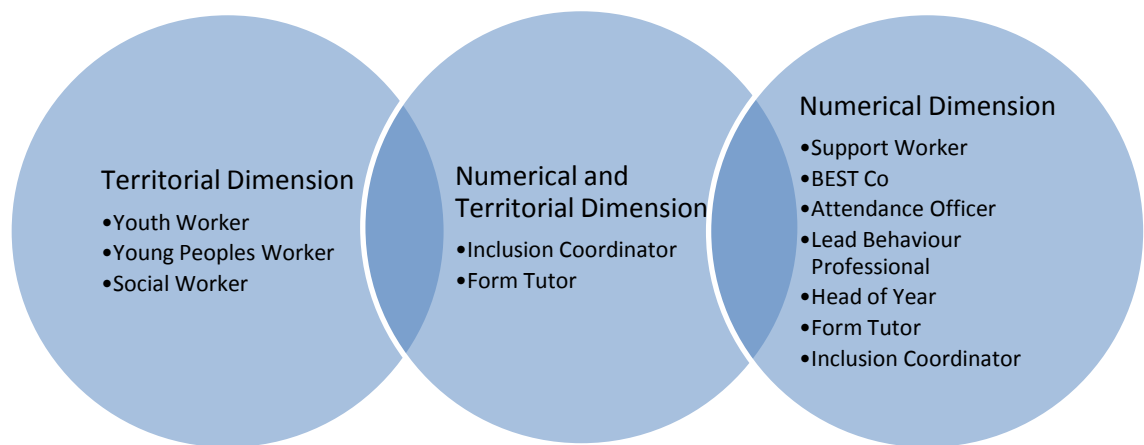 Territorial Dimension
•Youth Worker
•Young Peoples Worker
•Social Worker
Numerical and
Territorial Dimension
•Inclusion Coordinator
•Form Tutor
Numerical Dimension
•Support Worker
•BEST Co
•Attendance Officer
•Lead Behaviour
Professional
•Head of Year
•Form Tutor
•Inclusion Coordinator